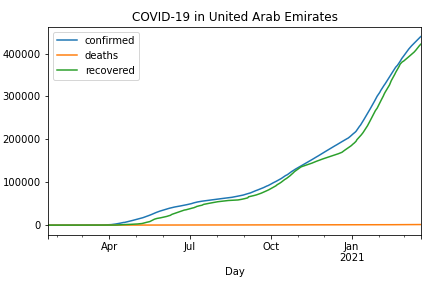 COVID-19 in United Arab Emirates
confirmed
deaths
recovered
400000
300000
200000
100000
0
Apr
Jul
Oct
Jan
2021
Day